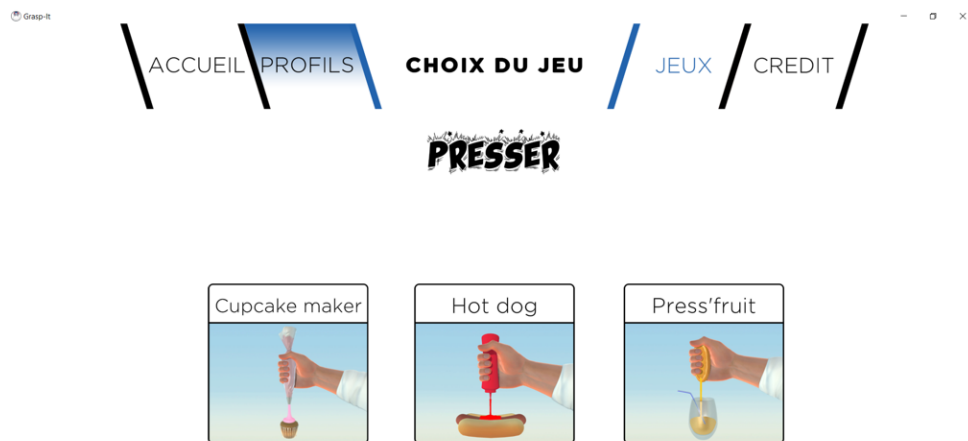 Grasp-It
ACCUEIL PROFILS CHOIX DU JEU JEUX CREDIT
PRESSER
Cupcake maker Hot dog Press'fruit